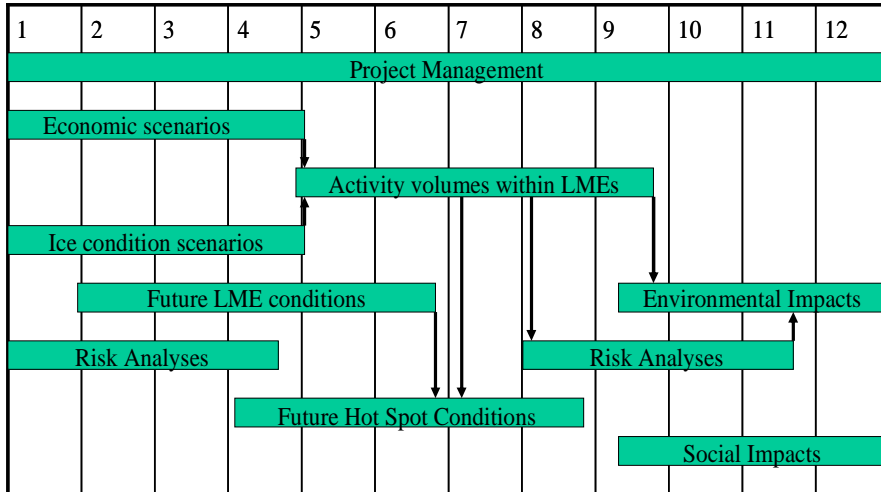 1 2 3 4 5 6 7 8 9 10 11 12
Project Management
Economic scenarios
Activity volumes within LMEs
Ice condition scenarios
Future LME conditions Environmental Impacts
Risk Analyses Risk Analyses
Future Hot Spot Conditions
Social Impacts